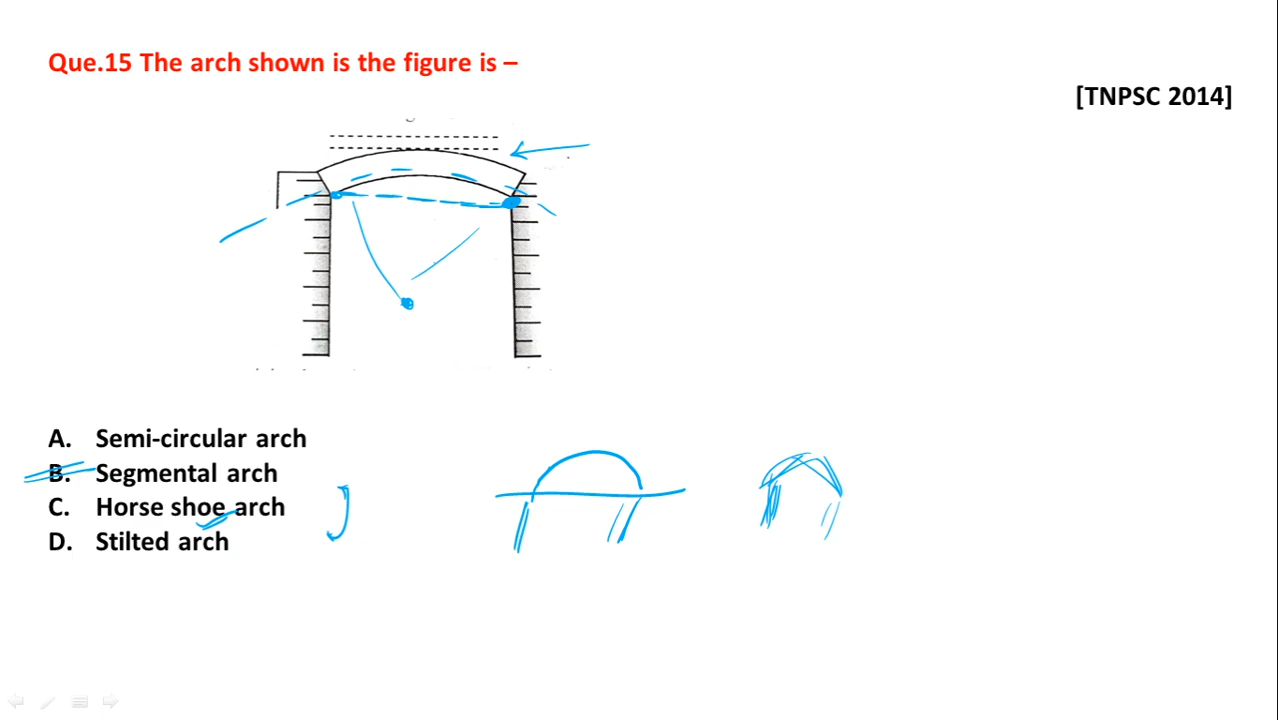 Que.15 The arch shown is the figure is –
[TNPSC 2014]
A. Semi-circular arch
B. Segmental arch
C. Horse shoe arch
D. Stilted arch